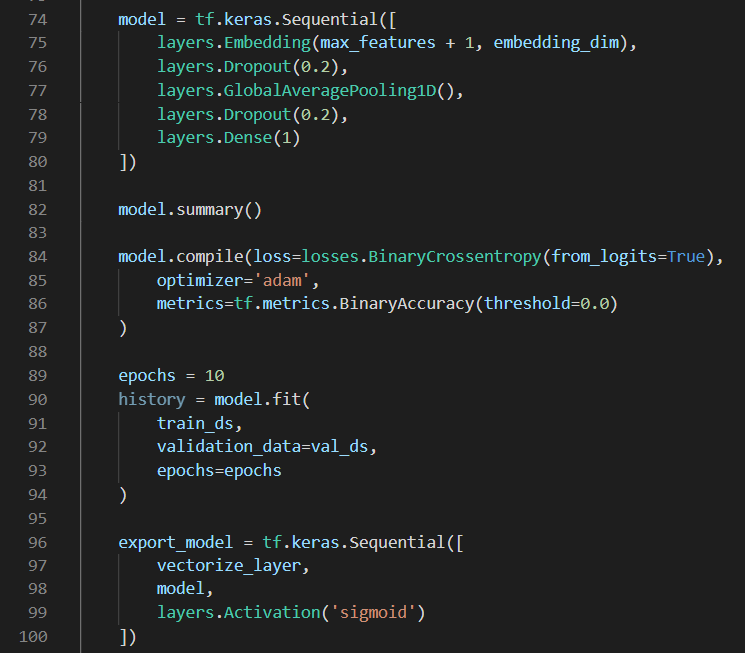 74 model = tf.keras.Sequential([
75 layers.Embedding(max_features + 1, embedding_dim),
76 layers.Dropout(0.2),
77 layers.GlobalAveragePooling1D(),
78 layers.Dropout(0.2),
79 layers.Dense(1)
80 ])
81
82 model.summary()
83
84 model.compile(loss=losses.BinaryCrossentropy(from_logits=True),
85 optimizer='adam',
86 metrics=tf.metrics.BinaryAccuracy(threshold=0.0)
87 )
88
89 epochs = 10
90 history = model.fit(
91 train_ds,
92 validation_data=val_ds,
93 epochs=epochs
94 )
95
96 export_model = tf.keras.Sequential([
97 vectorize_layer,
98 model,
99 layers.Activation('sigmoid')
100 ])